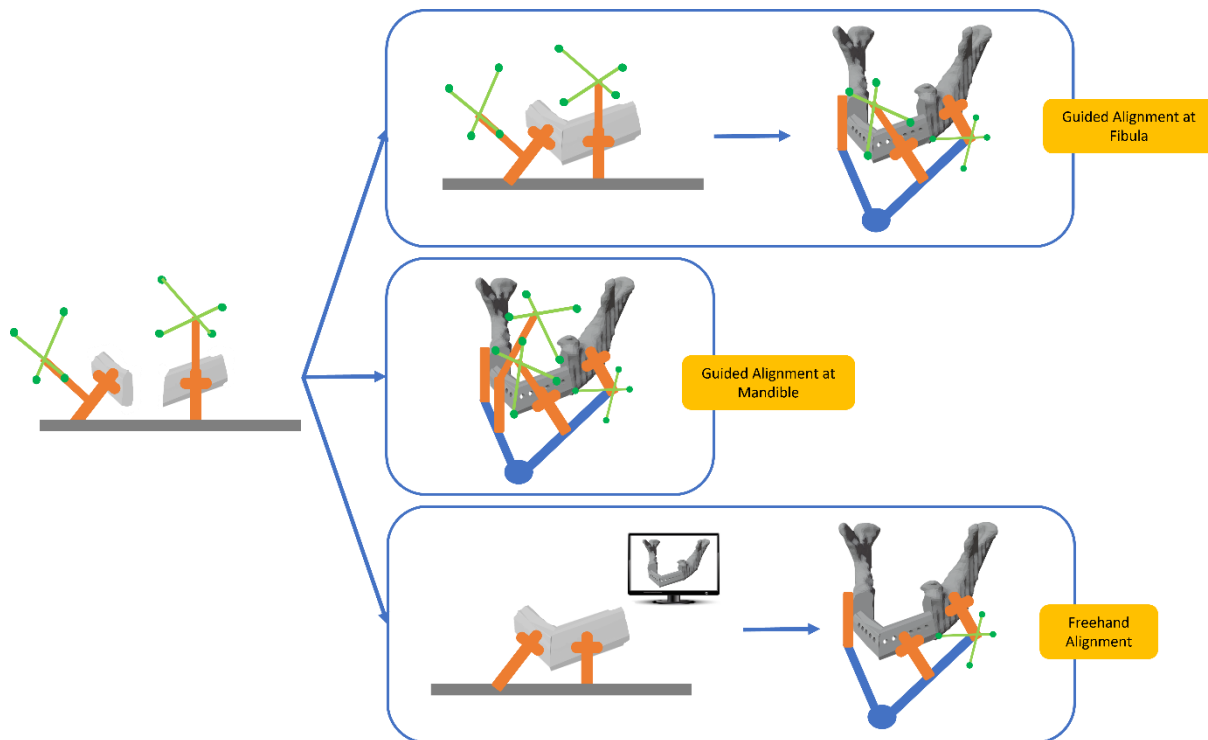 Guided Alignment at
Fibula
Guided Alignment at
Mandible
Freehand
Alignment